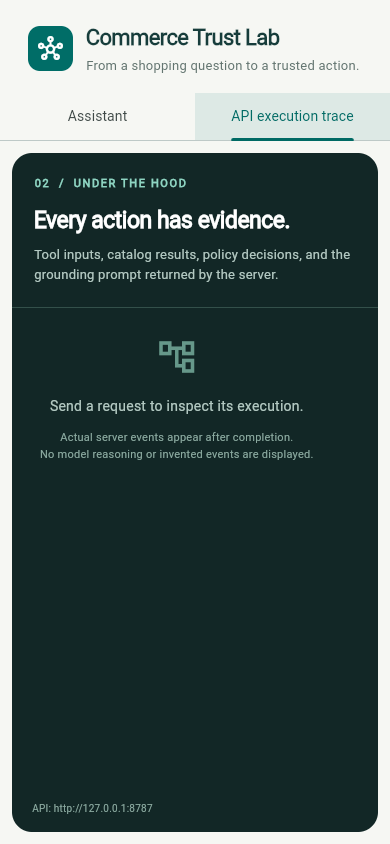 Commerce Trust Lab
From a shopping question to a trusted action.
Assistant
API execution trace
02 / UNDER THE HOOD
Every action has evidence.
Tool inputs, catalog results, policy decisions, and the
grounding prompt returned by the server.
Send a request to inspect its execution.
Actual server events appear after completion.
No model reasoning or invented events are displayed.
API: http://127.0.0.1:8787